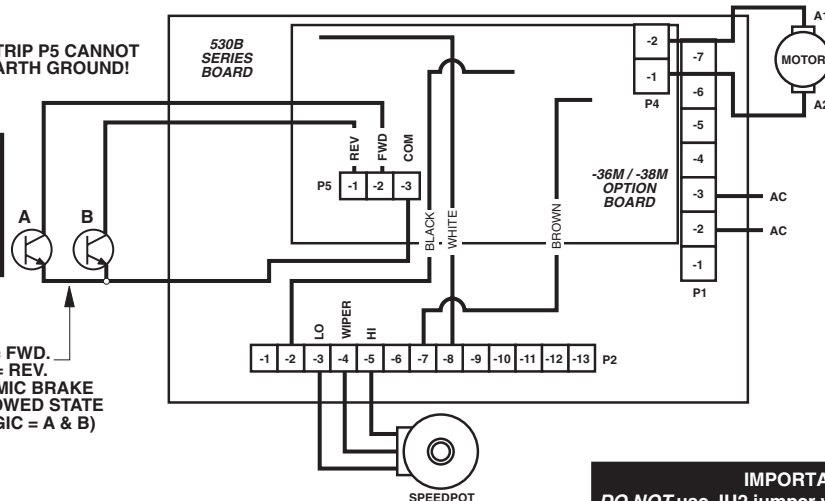 TRIP P5 CANNOT
ARTH GROUND!
530B
SERIES
BOARD
A1
MOTOR
A2
-2
-1
P4
-7
-6
-5
-4
-3
-2
-1
P1
AC
AC
-36M / -38M
OPTION
BOARD
REV
FWD
COM
P5
-1
-2
-3
A
B
BLACK
WHITE
BROWN
LO
WIPER
HI
-1
-2
-3
-4
-5
-6
-7
-8
-9
-10
-11
-12
-13
P2
= FWD.
= REV.
MIC BRAKE
OWED STATE
GIC = A & B)
SPEEDPOT
IMPORTA
DO NOT use JU2 jumper